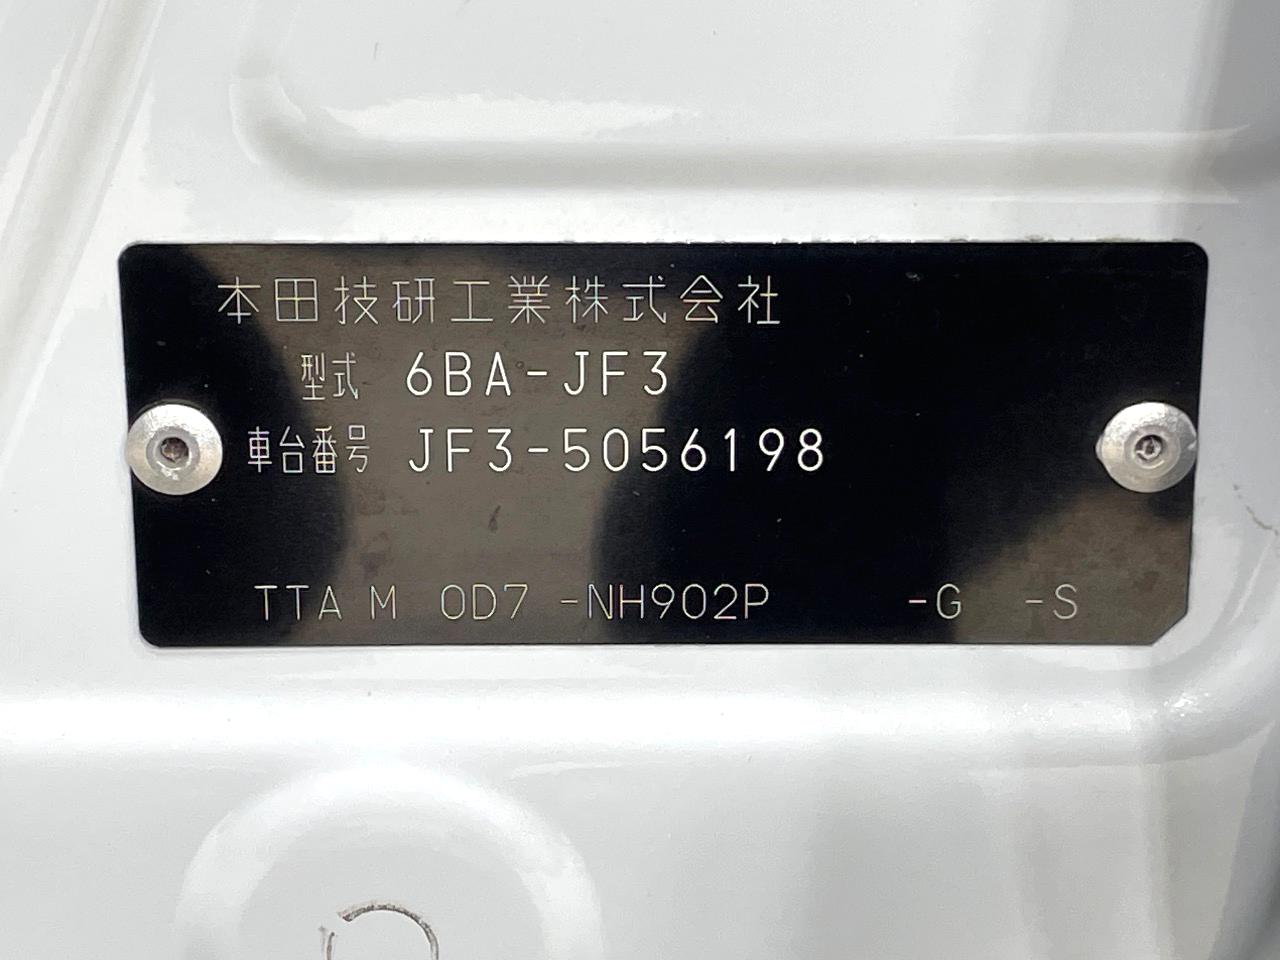 本田技研工業株式会社
型式 6BA-JF3
車台番号 JF3-5056198
TTA M 0D7 -NH902P -G -S